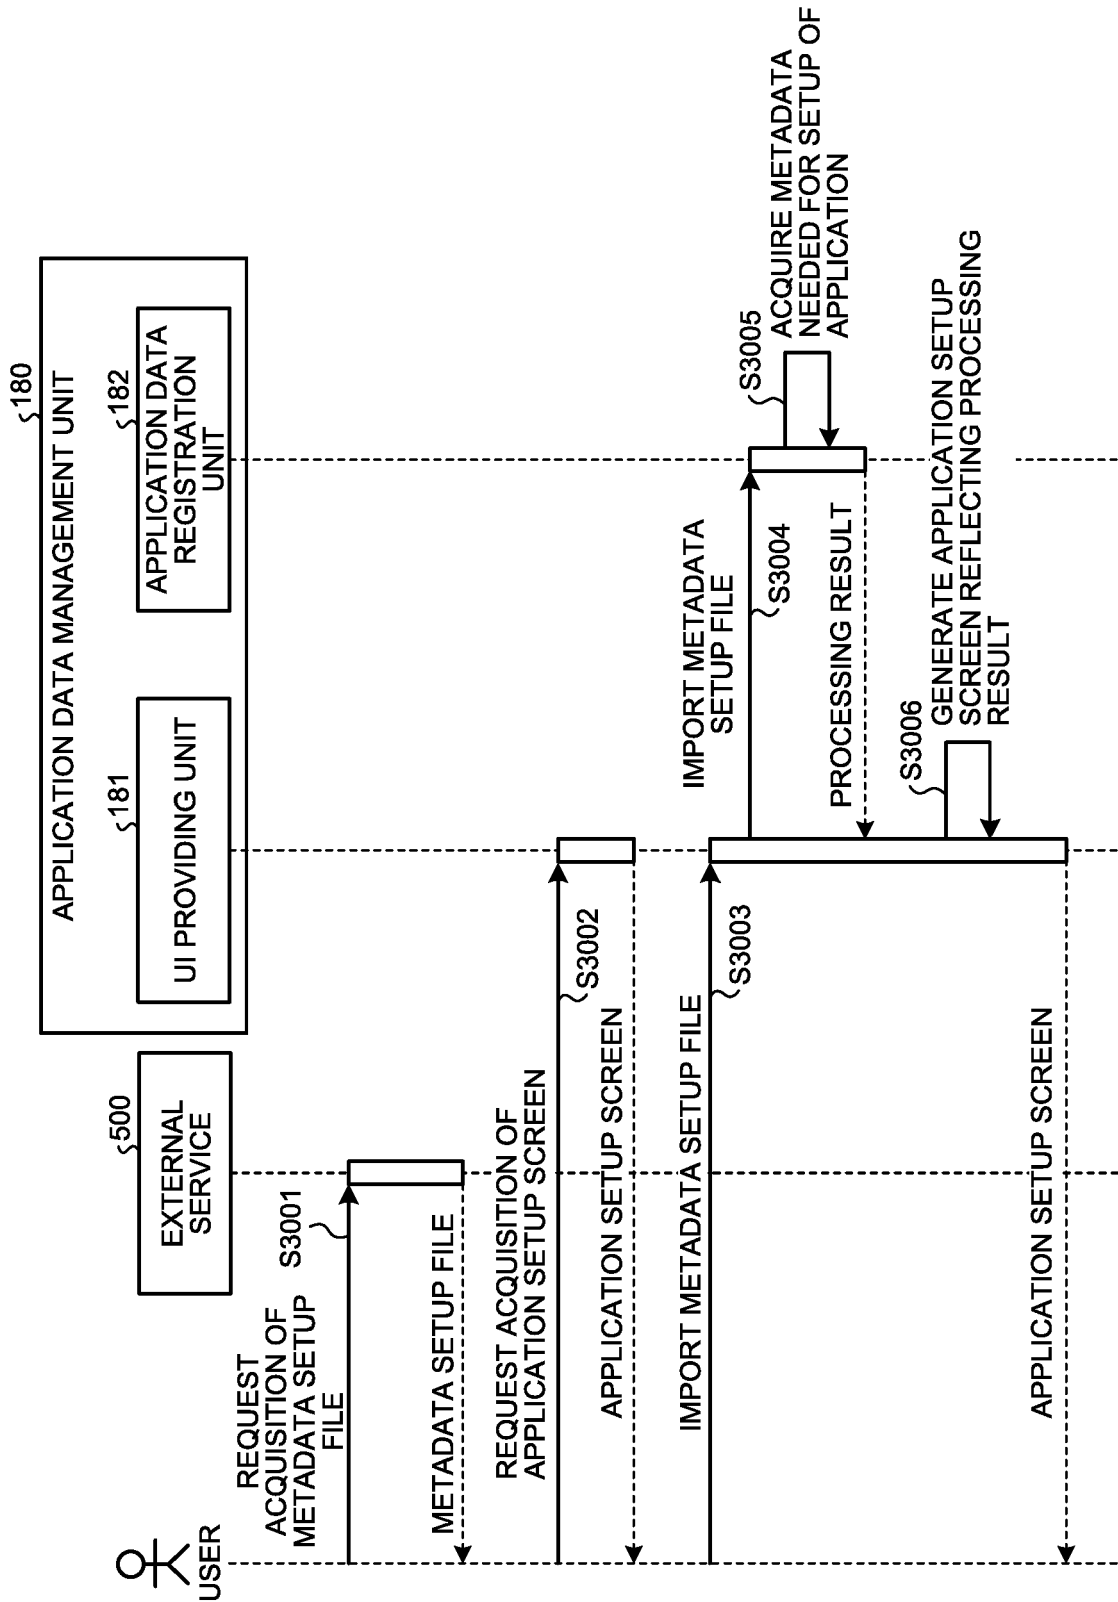 180
APPLICATION DATA MANAGEMENT UNIT
500
EXTERNAL
SERVICE
181
UI PROVIDING UNIT
182
APPLICATION DATA
REGISTRATION
UNIT
USER
REQUEST
ACQUISITION OF
METADATA SETUP
FILE
S3001
METADATA SETUP FILE
REQUEST ACQUISITION OF
APPLICATION SETUP SCREEN
S3002
APPLICATION SETUP SCREEN
IMPORT METADATA SETUP FILE
S3003
IMPORT METADATA
SETUP FILE
S3004
S3005
ACQUIRE METADATA
NEEDED FOR SETUP OF
APPLICATION
PROCESSING RESULT
S3006
GENERATE APPLICATION SETUP
SCREEN REFLECTING PROCESSING
RESULT
APPLICATION SETUP SCREEN